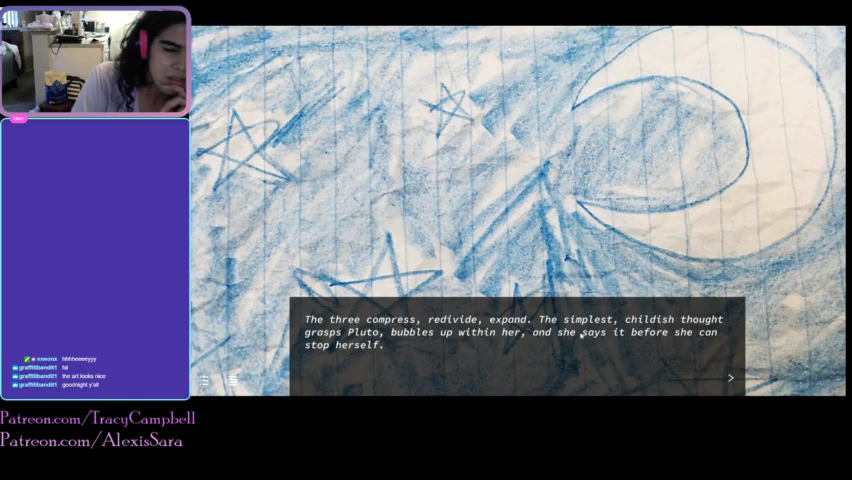 Chat
eneonx hhhheeeeyyy
graffitibandit1 hi!
graffitibandit1 the art looks nice
graffitibandit1 goodnight y'all
Patreon.com/TracyCampbell
Patreon.com/AlexisSara
The three compress, redivide, expand. The simplest, childish thought
grasps Pluto, bubbles up within her, and she says it before she can
stop herself.